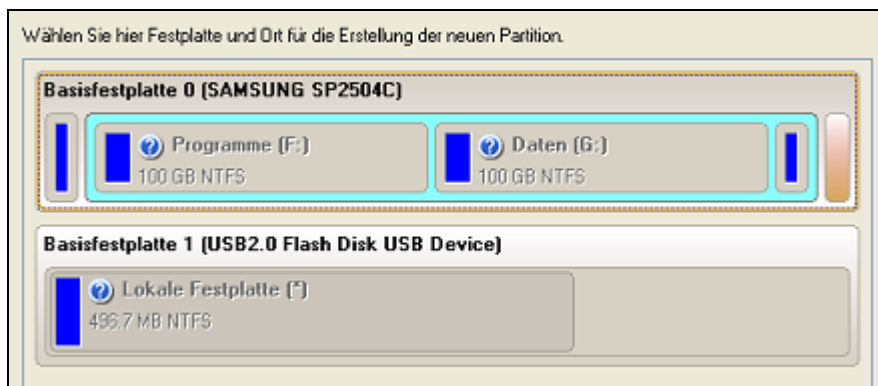 Wählen Sie hier Festplatte und Ort für die Erstellung der neuen Partition.
Basisfestplatte 0 (SAMSUNG SP2504C)
Programme (F:)
100 GB NTFS
Daten (G:)
100 GB NTFS
Basisfestplatte 1 (USB2.0 Flash Disk USB Device)
Lokale Festplatte (*)
496.7 MB NTFS